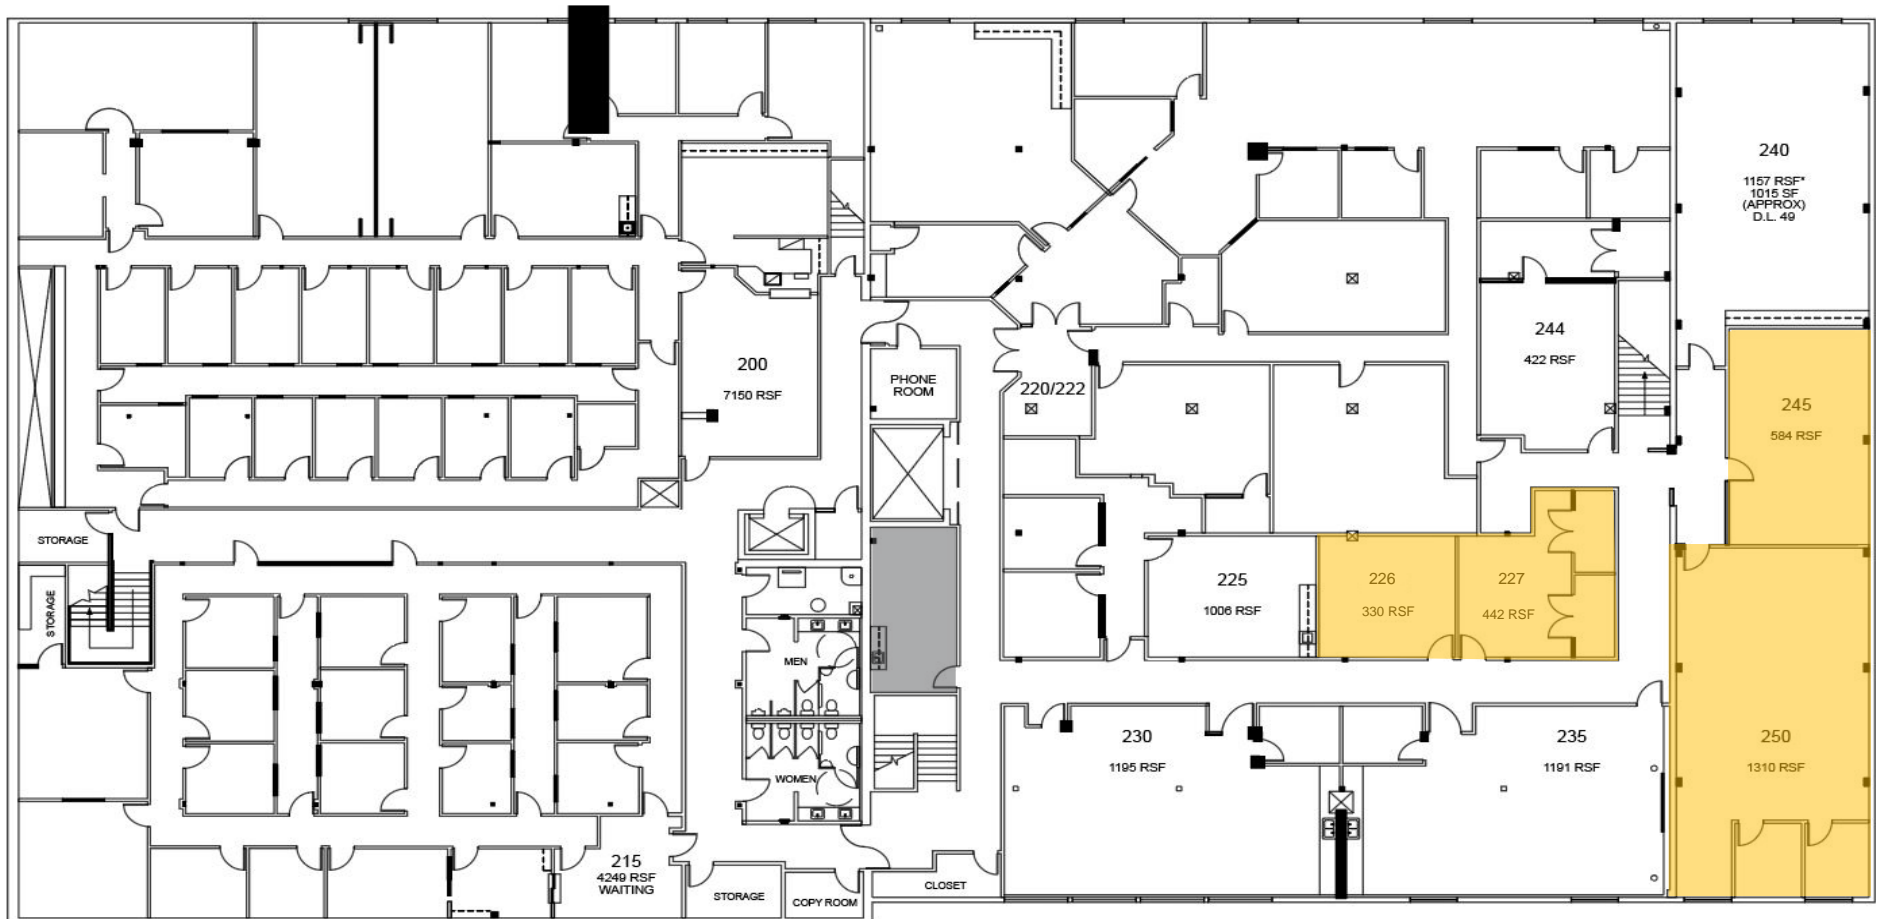 240
1157 RSF*
1015 SF
(APPROX)
D.L. 49
244
422 RSF
200
7150 RSF
PHONE
ROOM
220/222
245
584 RSF
STORAGE
STORAGE
225
1006 RSF
226
330 RSF
227
442 RSF
MEN
WOMEN
230
1195 RSF
235
1191 RSF
250
1310 RSF
215
4249 RSF
WAITING
STORAGE
COPY ROOM
CLOSET